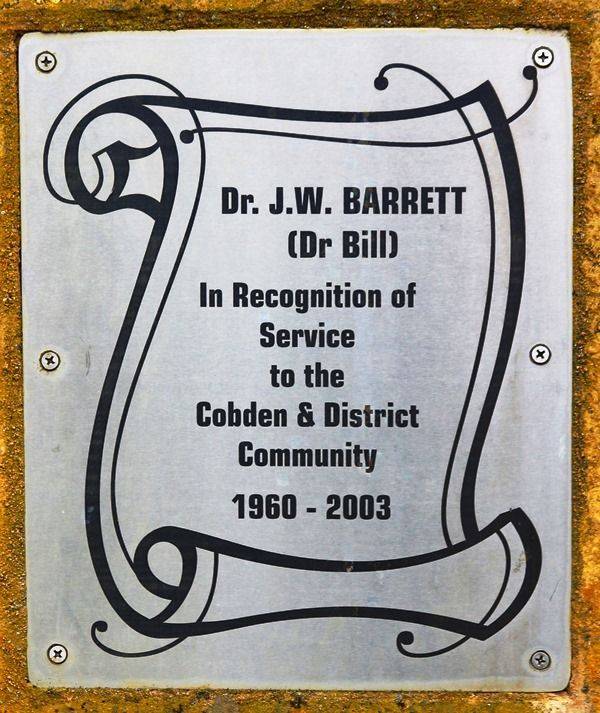 Dr. J.W. BARRETT
(Dr Bill)
In Recognition of
Service
to the
Cobden & District
Community
1960 - 2003